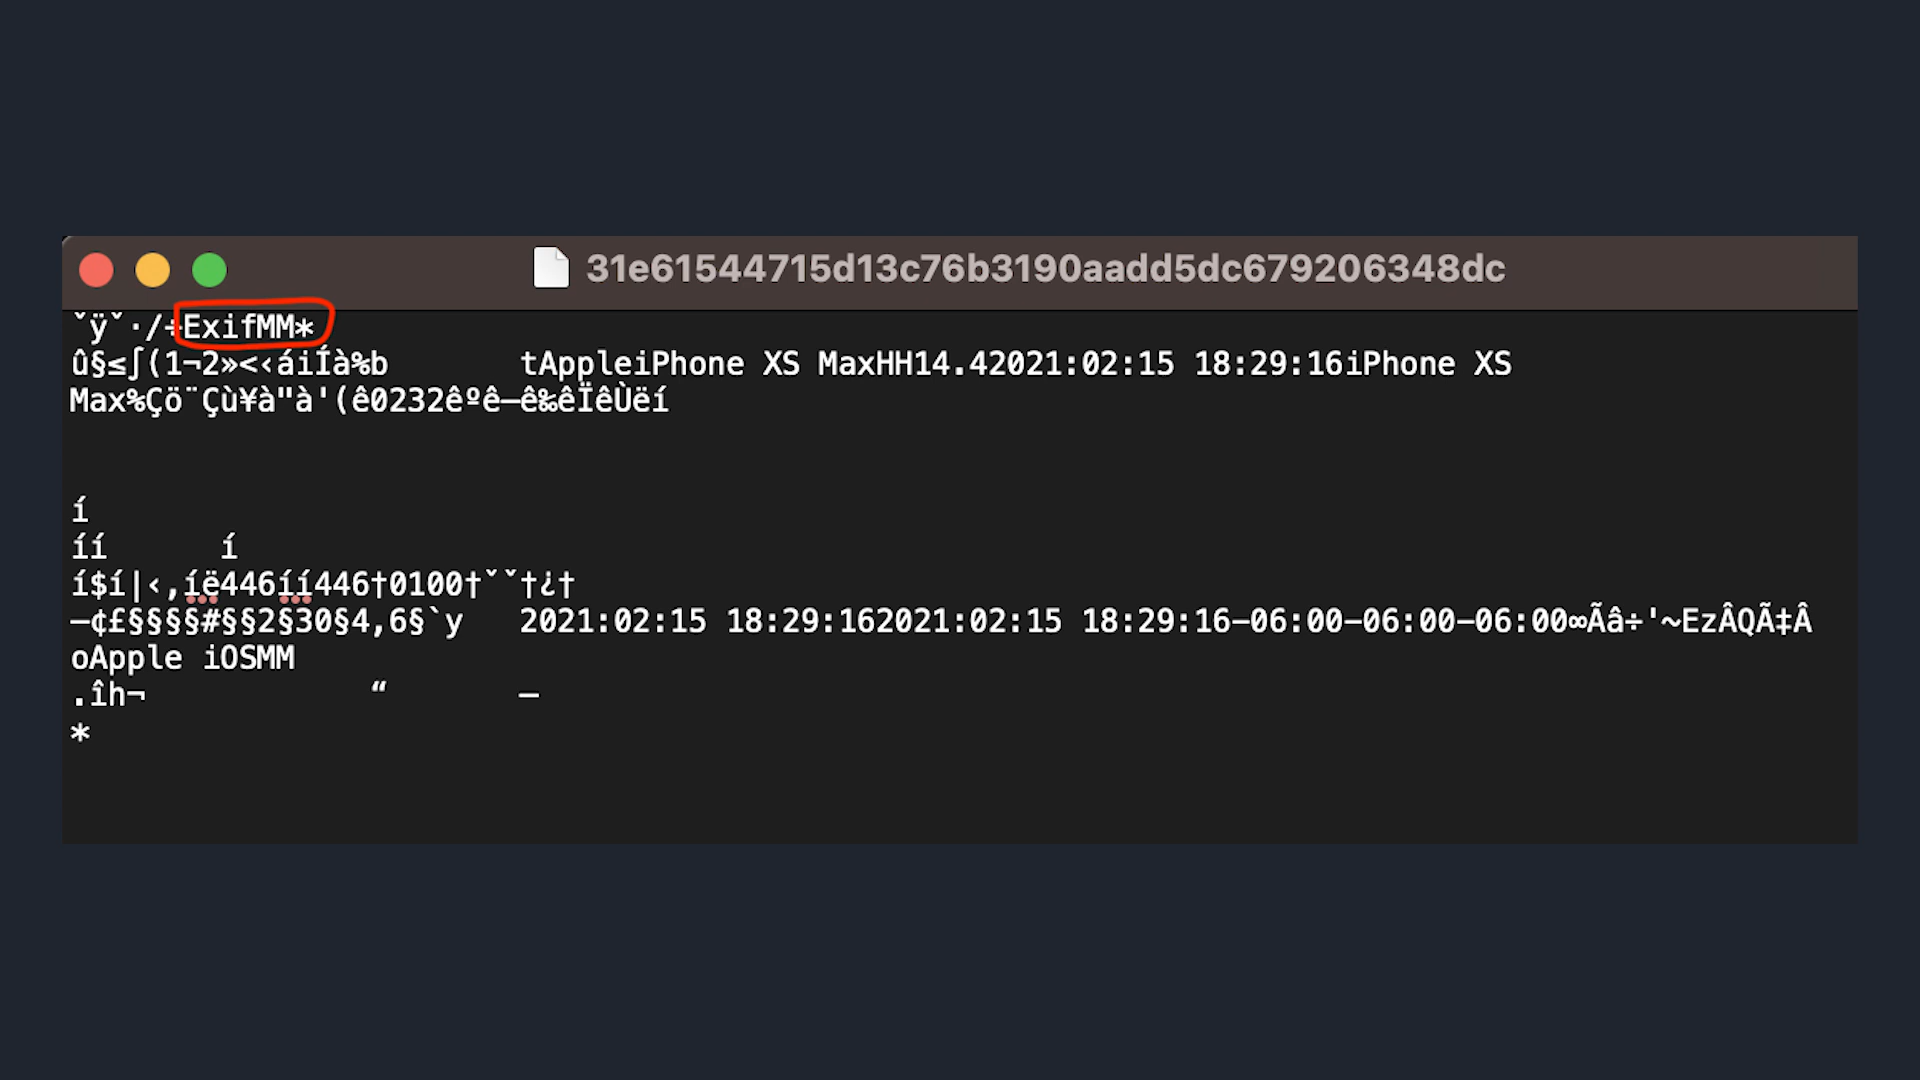 31e61544715d13c76b3190aadd5dc679206348dc
ˇÿˇ·/÷ExifMM*
û§≤∫(1¬2»<‹áiÍà%b tAppleiPhone XS MaxHH14.42021:02:15 18:29:16iPhone XS
Max%Çö¨Çù¥à"à'(ê0232êºê—ê‰êÏêÙëí
í
íí í
í$í|‹,íë446íí446†0100†ˇˇ†¿†
—¢£§§§§#§§2§30§4,6§`y 2021:02:15 18:29:162021:02:15 18:29:16-06:00-06:00-06:00∞Ãâ÷'~EzÂQÃ‡Â
oApple iOSMM
.îh¬ “ —
*